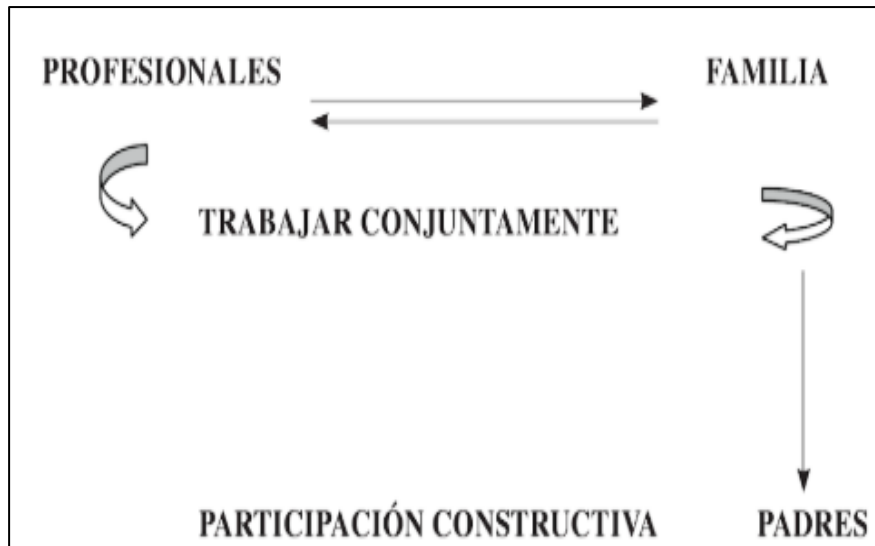 PROFESIONALES FAMILIA
TRABAJAR CONJUNTAMENTE
PARTICIPACIÓN CONSTRUCTIVA PADRES